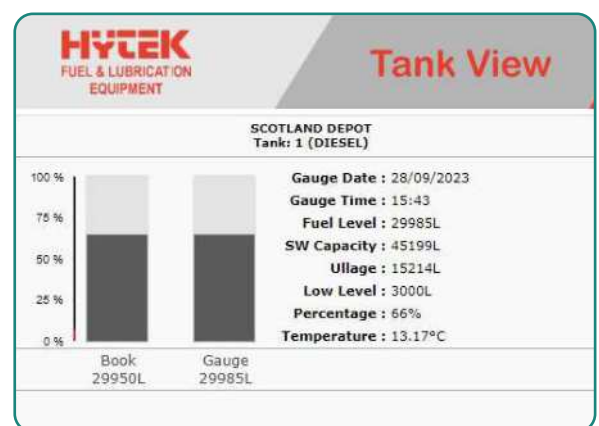 HYTEK
FUEL & LUBRICATION
EQUIPMENT
Tank View
SCOTLAND DEPOT
Tank: 1 (DIESEL)
100 %
75 %
50 %
25 %
0 %
Book
29950L
Gauge
29985L
Gauge Date : 28/09/2023
Gauge Time : 15:43
Fuel Level : 29985L
SW Capacity : 45199L
Ullage : 15214L
Low Level : 3000L
Percentage : 66%
Temperature : 13.17°C